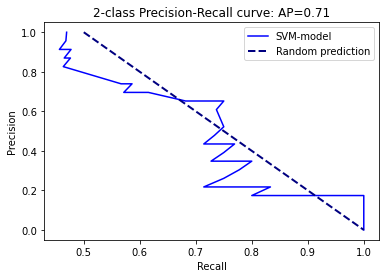 2-class Precision-Recall curve: AP=0.71
SVM-model
Random prediction
Precision
1.0
0.8
0.6
0.4
0.2
0.0
0.5 0.6 0.7 0.8 0.9 1.0
Recall